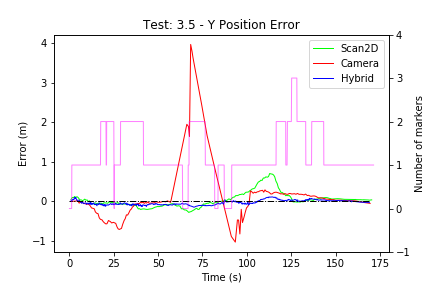 Test: 3.5 - Y Position Error
Scan2D
Camera
Hybrid
Error (m)
4
3
2
1
0
−1
Number of markers
4
3
2
1
0
−1
0 25 50 75 100 125 150 175
Time (s)